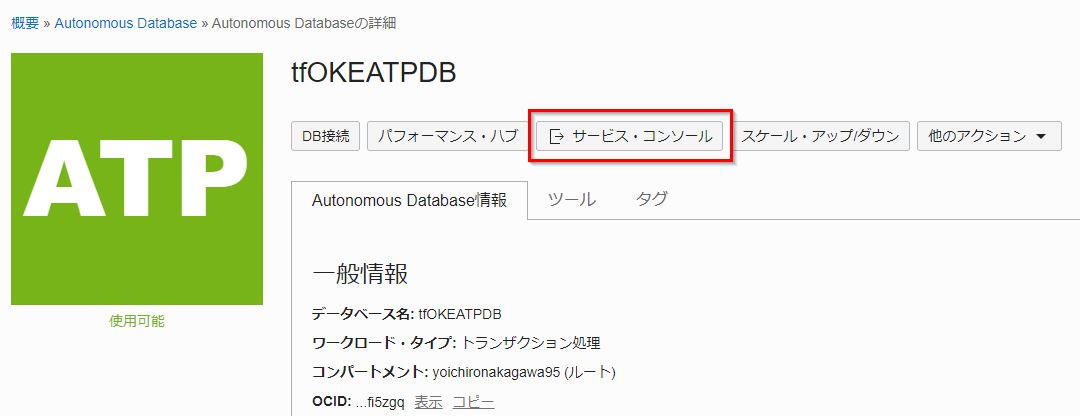 概要 » Autonomous Database » Autonomous Databaseの詳細
ATP
使用可能
tfOKEATPDB
DB接続 パフォーマンス・ハブ サービス・コンソール スケール・アップ/ダウン 他のアクション
Autonomous Database情報 ツール タグ
一般情報
データベース名: tfOKEATPDB
ワークロード・タイプ: トランザクション処理
コンパートメント: yoichironakagawa95 (ルート)
OCID: ...fi5zgq 表示 コピー